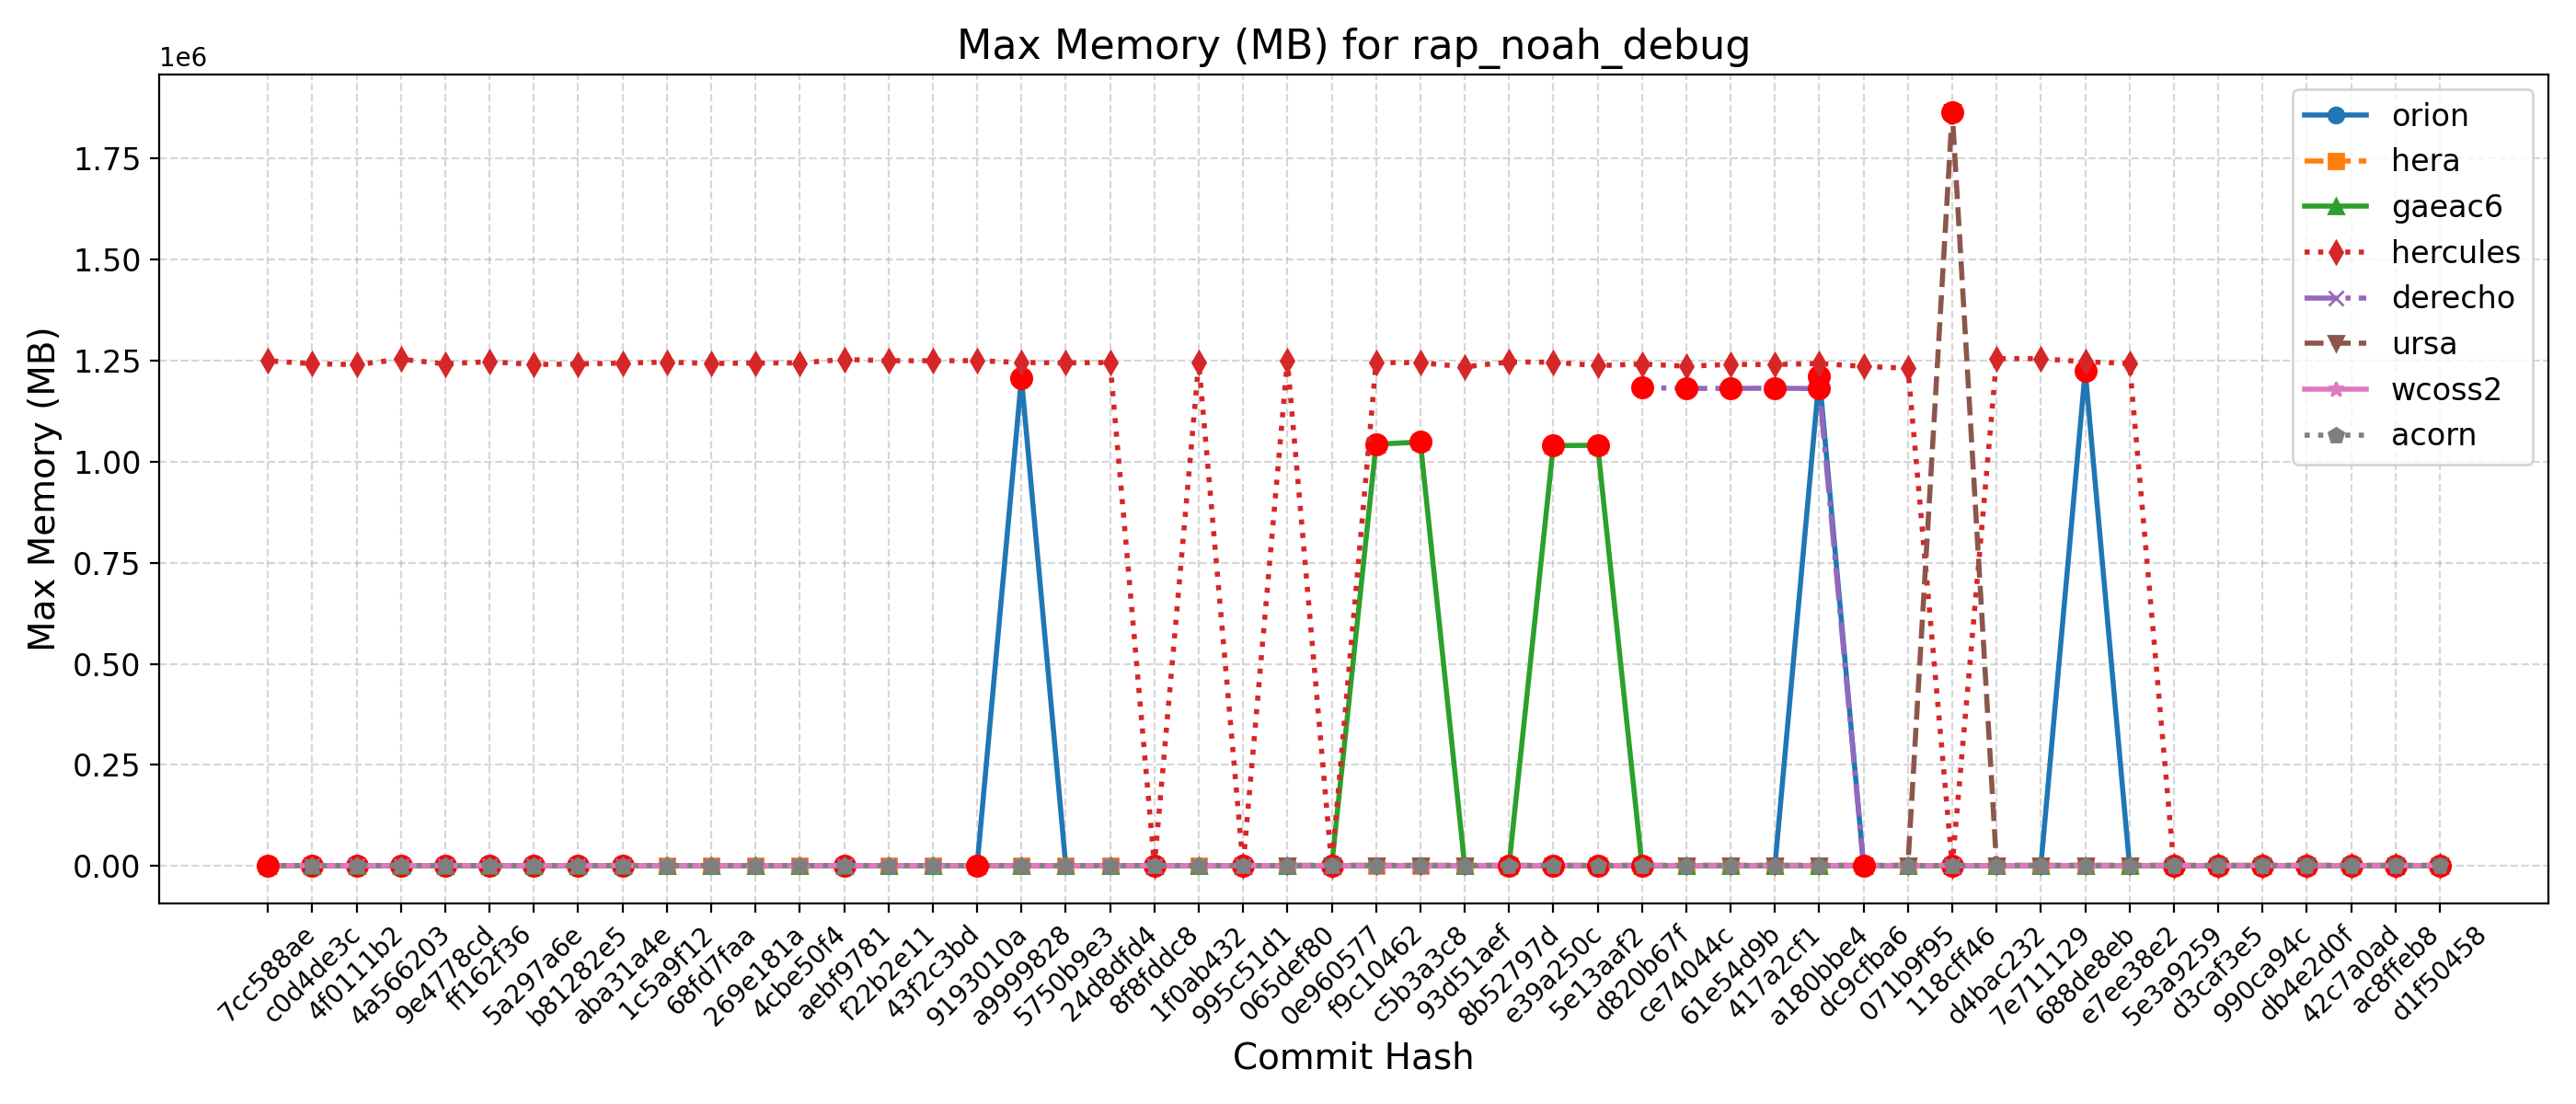 Max Memory (MB) for rap_noah_debug
1e6
1.75
1.50
1.25
1.00
0.75
0.50
0.25
0.00
Max Memory (MB)
orion
hera
gaeac6
hercules
derecho
ursa
wcoss2
acorn
7cc588ae
c0d4de3c
4f0111b2
4a566203
9e4778cd
ff162f36
5a297a6e
b81282e5
aba31a4e
1c5a9f12
68fd7faa
269e181a
4cbe50f4
aebf9781
f22b2e11
43f2c3bd
9193010a
a9999828
5750b9e3
24d8dfd4
8f8fddc8
1f0ab432
995c51d1
065def80
0e960577
f9c10462
c5b3a3c8
93d51aef
8b52797d
e39a250c
5e13aaf2
d820b67f
ce74044c
61e54d9b
417a2cf1
a180bbe4
dc9cfba6
071b9f95
118cff46
d4bac232
7e711129
688de8eb
e7ee38e2
5e3a9259
d3caf3e5
990ca94c
db4e2d0f
42c7a0ad
ac8ffeb8
d1f50458
Commit Hash